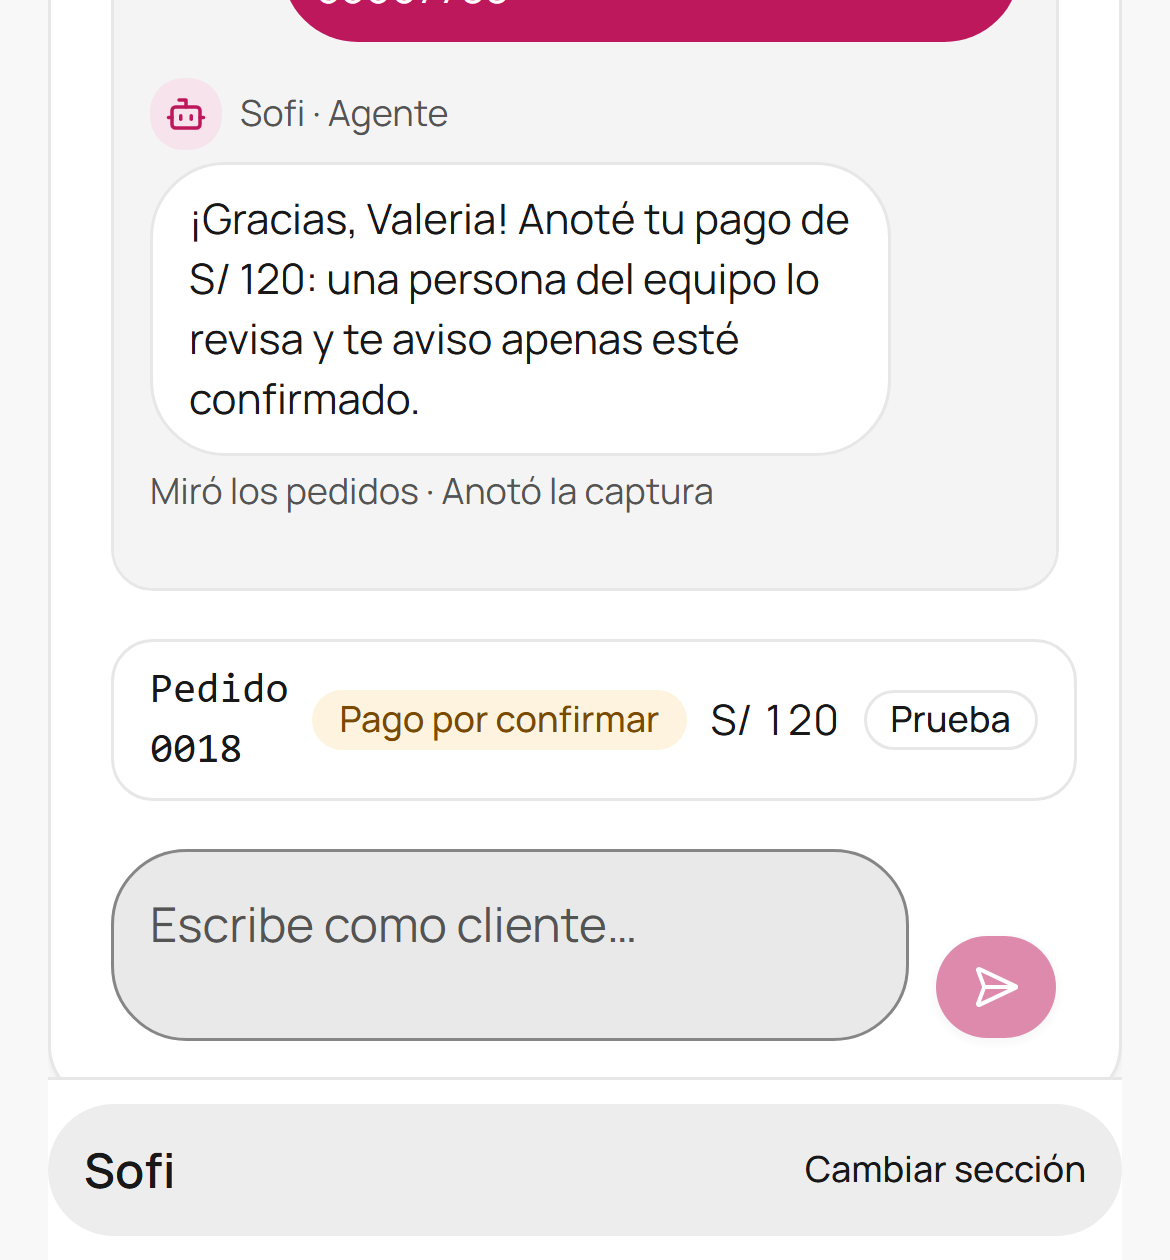 Sofi · Agente
¡Gracias, Valeria! Anoté tu pago de
S/ 120: una persona del equipo lo
revisa y te aviso apenas esté
confirmado.
Miró los pedidos · Anotó la captura
Pedido
0018
Pago por confirmar
S/ 120
Prueba
Escribe como cliente…
Sofi
Cambiar sección